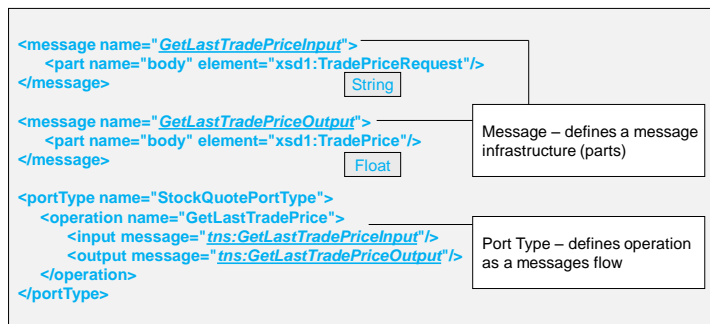 <message name="GetLastTradePriceInput">
<part name="body" element="xsd1:TradePriceRequest"/>
</message>
String
<message name="GetLastTradePriceOutput">
<part name="body" element="xsd1:TradePrice"/>
</message>
Float
Message – defines a message
infrastructure (parts)
<portType name="StockQuotePortType">
<operation name="GetLastTradePrice">
<input message="tns:GetLastTradePriceInput"/>
<output message="tns:GetLastTradePriceOutput"/>
</operation>
</portType>
Port Type – defines operation
as a messages flow